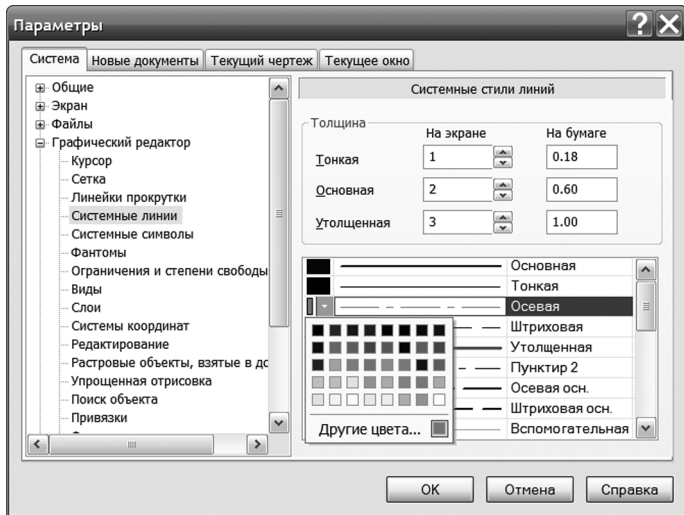 Параметры
Система Новые документы Текущий чертеж Текущее окно
Общие
Экран
Файлы
Графический редактор
Курсор
Сетка
Линейки прокрутки
Системные линии
Системные символы
Фантомы
Ограничения и степени свободы
Виды
Слои
Системы координат
Редактирование
Растровые объекты, взятые в до
Упрощенная отрисовка
Поиск объекта
Привязки
Системные стили линий
Толщина
На экране На бумаге
Тонкая 1 0.18
Основная 2 0.60
Утолщенная 3 1.00
Основная
Тонкая
Осевая
Штриховая
Утолщенная
Пунктир 2
Осевая осн.
Штриховая осн.
Вспомогательная
Другие цвета...
OK Отмена Справка